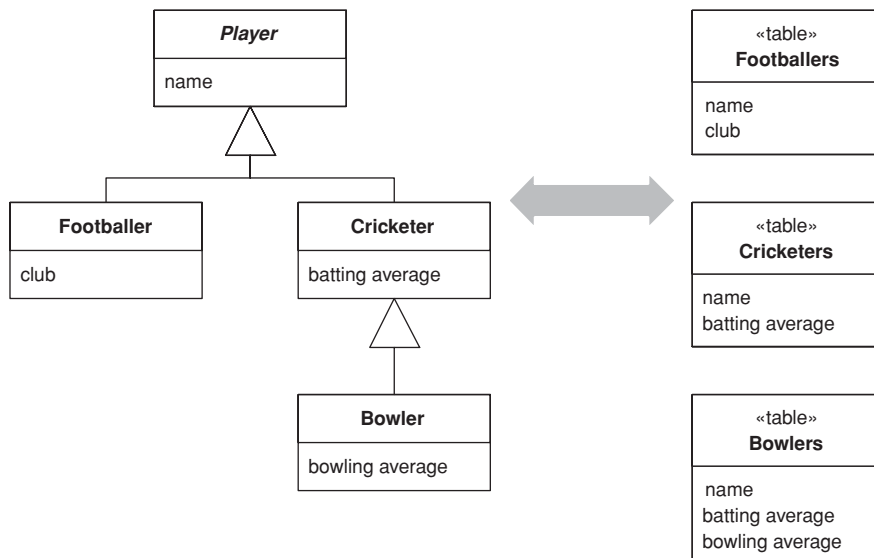 Player
name
Footballer
club
Cricketer
batting average
Bowler
bowling average
«table»
Footballers
name
club
«table»
Cricketers
name
batting average
«table»
Bowlers
name
batting average
bowling average